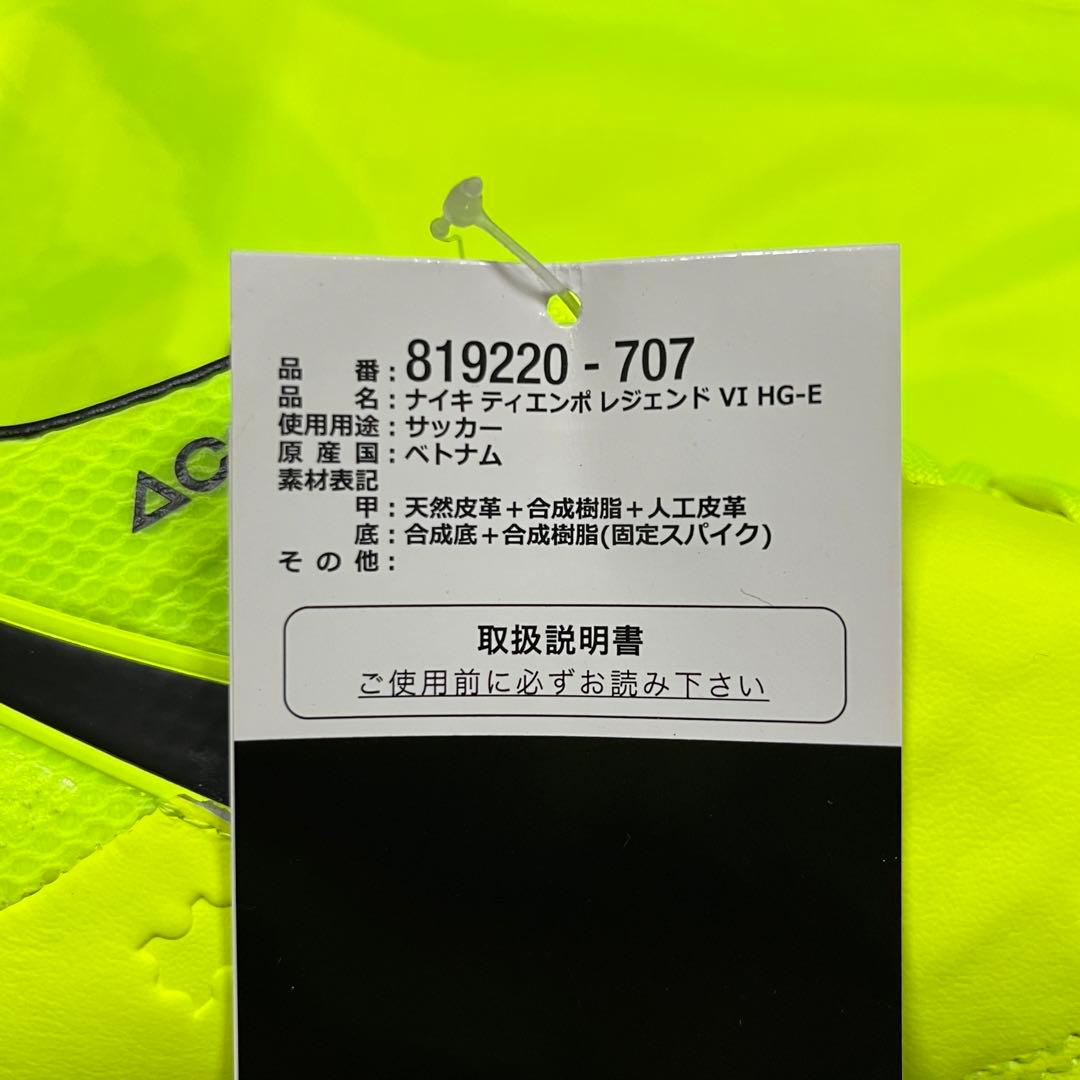 品 番:819220-707
品 名:ナイキ ティエンポ レジェンド VI HG-E
使用用途:サッカー
原産国:ベトナム
素材表記
甲:天然皮革+合成樹脂+人工皮革
底:合成底+合成樹脂(固定スパイク)
その他:
取扱説明書
ご使用前に必ずお読み下さい